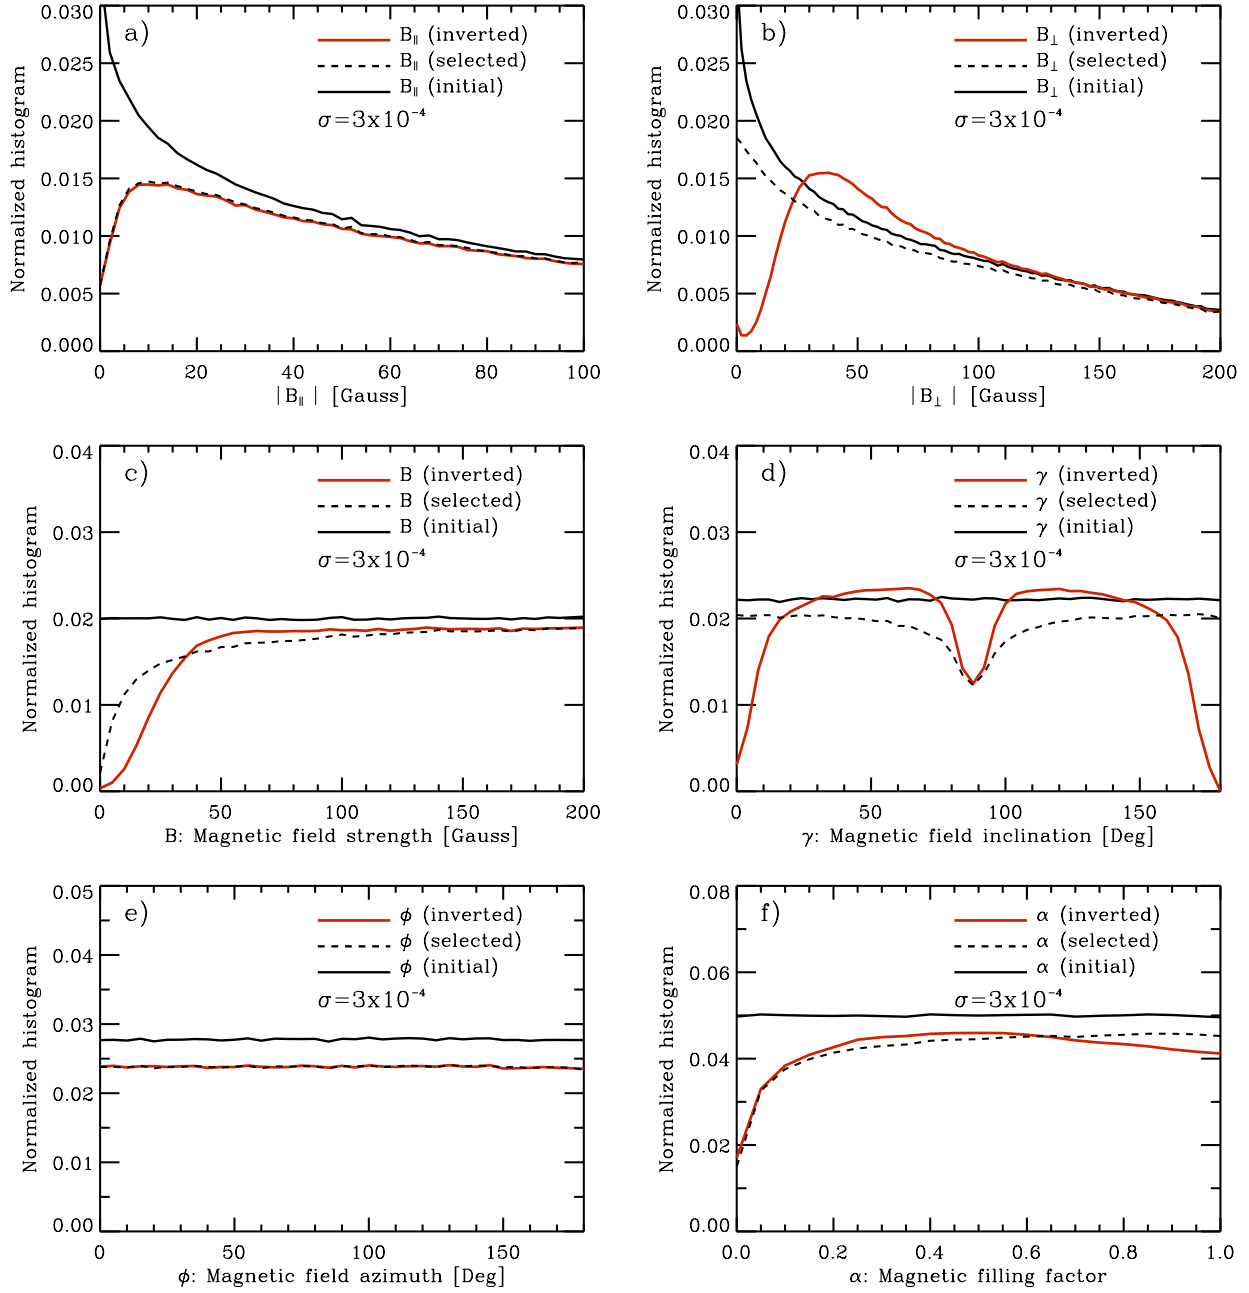 a)
B∥ (inverted)
B∥ (selected)
B∥ (initial)
σ=3x10⁻⁴
Normalized histogram
0.030
0.025
0.020
0.015
0.010
0.005
0.000
0 20 40 60 80 100
|B∥| [Gauss]
b)
B⊥ (inverted)
B⊥ (selected)
B⊥ (initial)
σ=3x10⁻⁴
Normalized histogram
0.030
0.025
0.020
0.015
0.010
0.005
0.000
0 50 100 150 200
|B⊥| [Gauss]
c)
B (inverted)
B (selected)
B (initial)
σ=3x10⁻⁴
Normalized histogram
0.04
0.03
0.02
0.01
0.00
0 50 100 150 200
B: Magnetic field strength [Gauss]
d)
γ (inverted)
γ (selected)
γ (initial)
σ=3x10⁻⁴
Normalized histogram
0.04
0.03
0.02
0.01
0.00
0 50 100 150
γ: Magnetic field inclination [Deg]
e)
ϕ (inverted)
ϕ (selected)
ϕ (initial)
σ=3x10⁻⁴
Normalized histogram
0.05
0.04
0.03
0.02
0.01
0.00
0 50 100 150
ϕ: Magnetic field azimuth [Deg]
f)
α (inverted)
α (selected)
α (initial)
σ=3x10⁻⁴
Normalized histogram
0.08
0.06
0.04
0.02
0.00
0.0 0.2 0.4 0.6 0.8 1.0
α: Magnetic filling factor